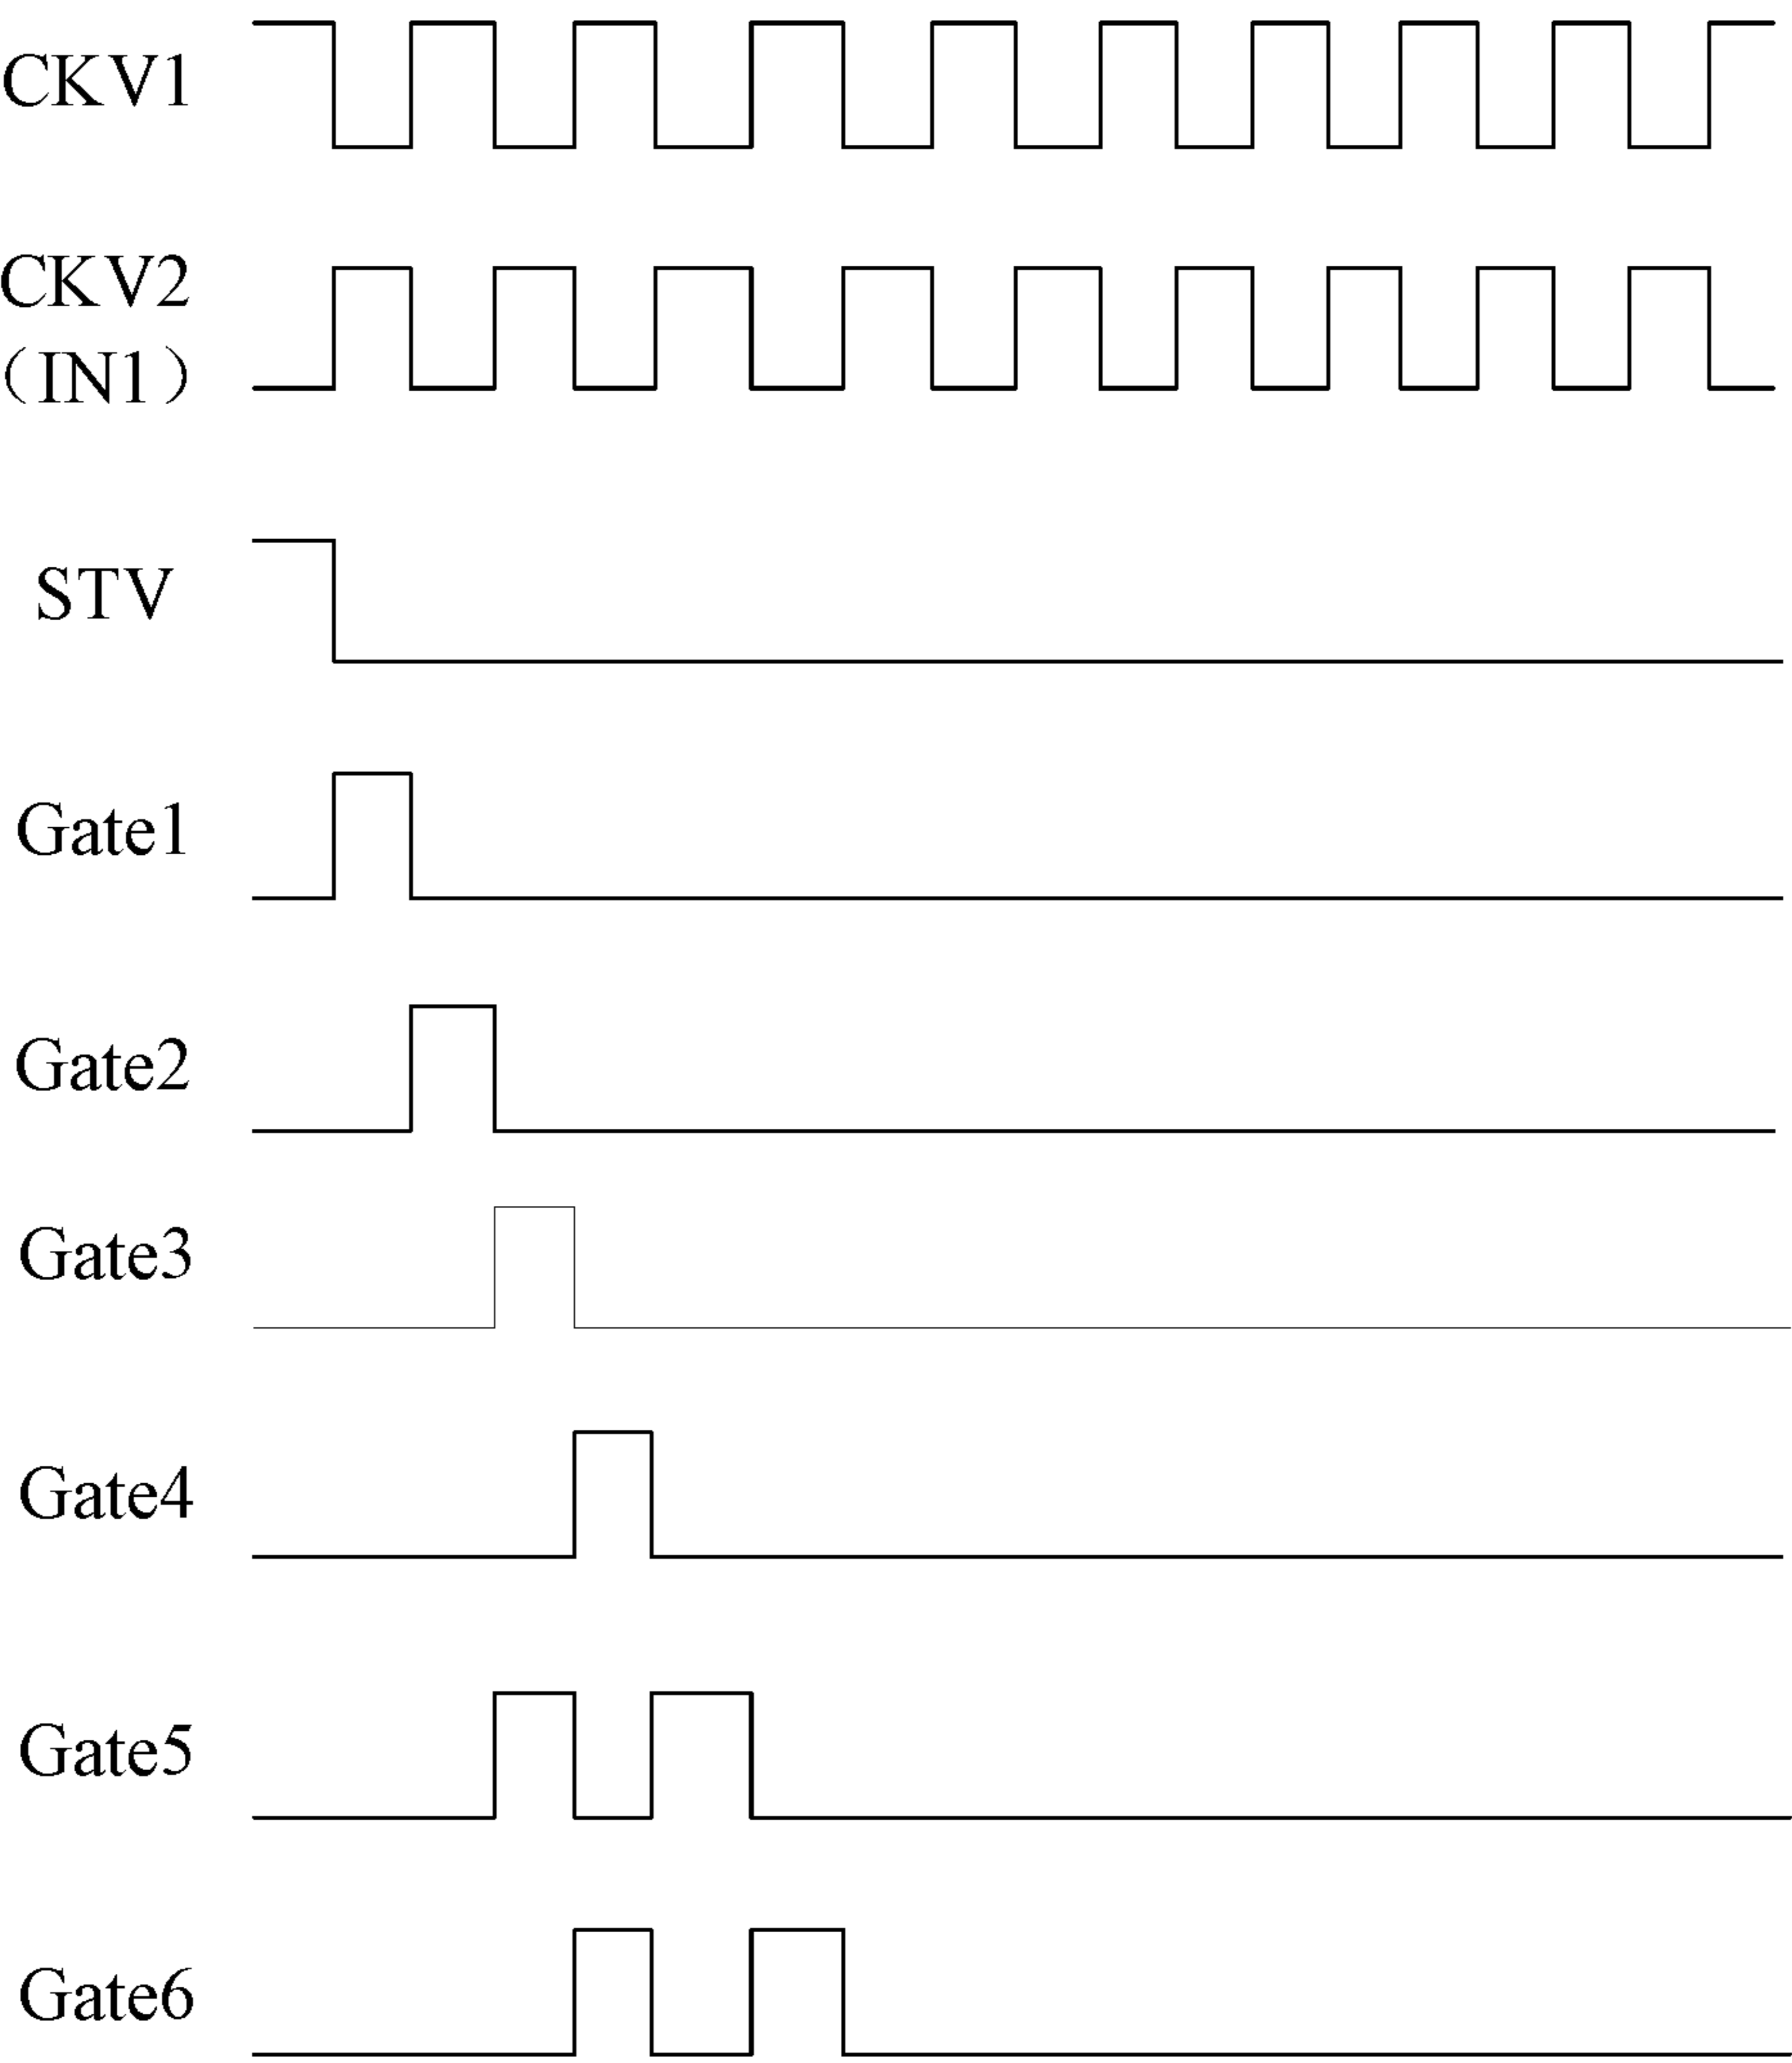 CKV1
CKV2
（IN1）
STV
Gate1
Gate2
Gate3
Gate4
Gate5
Gate6